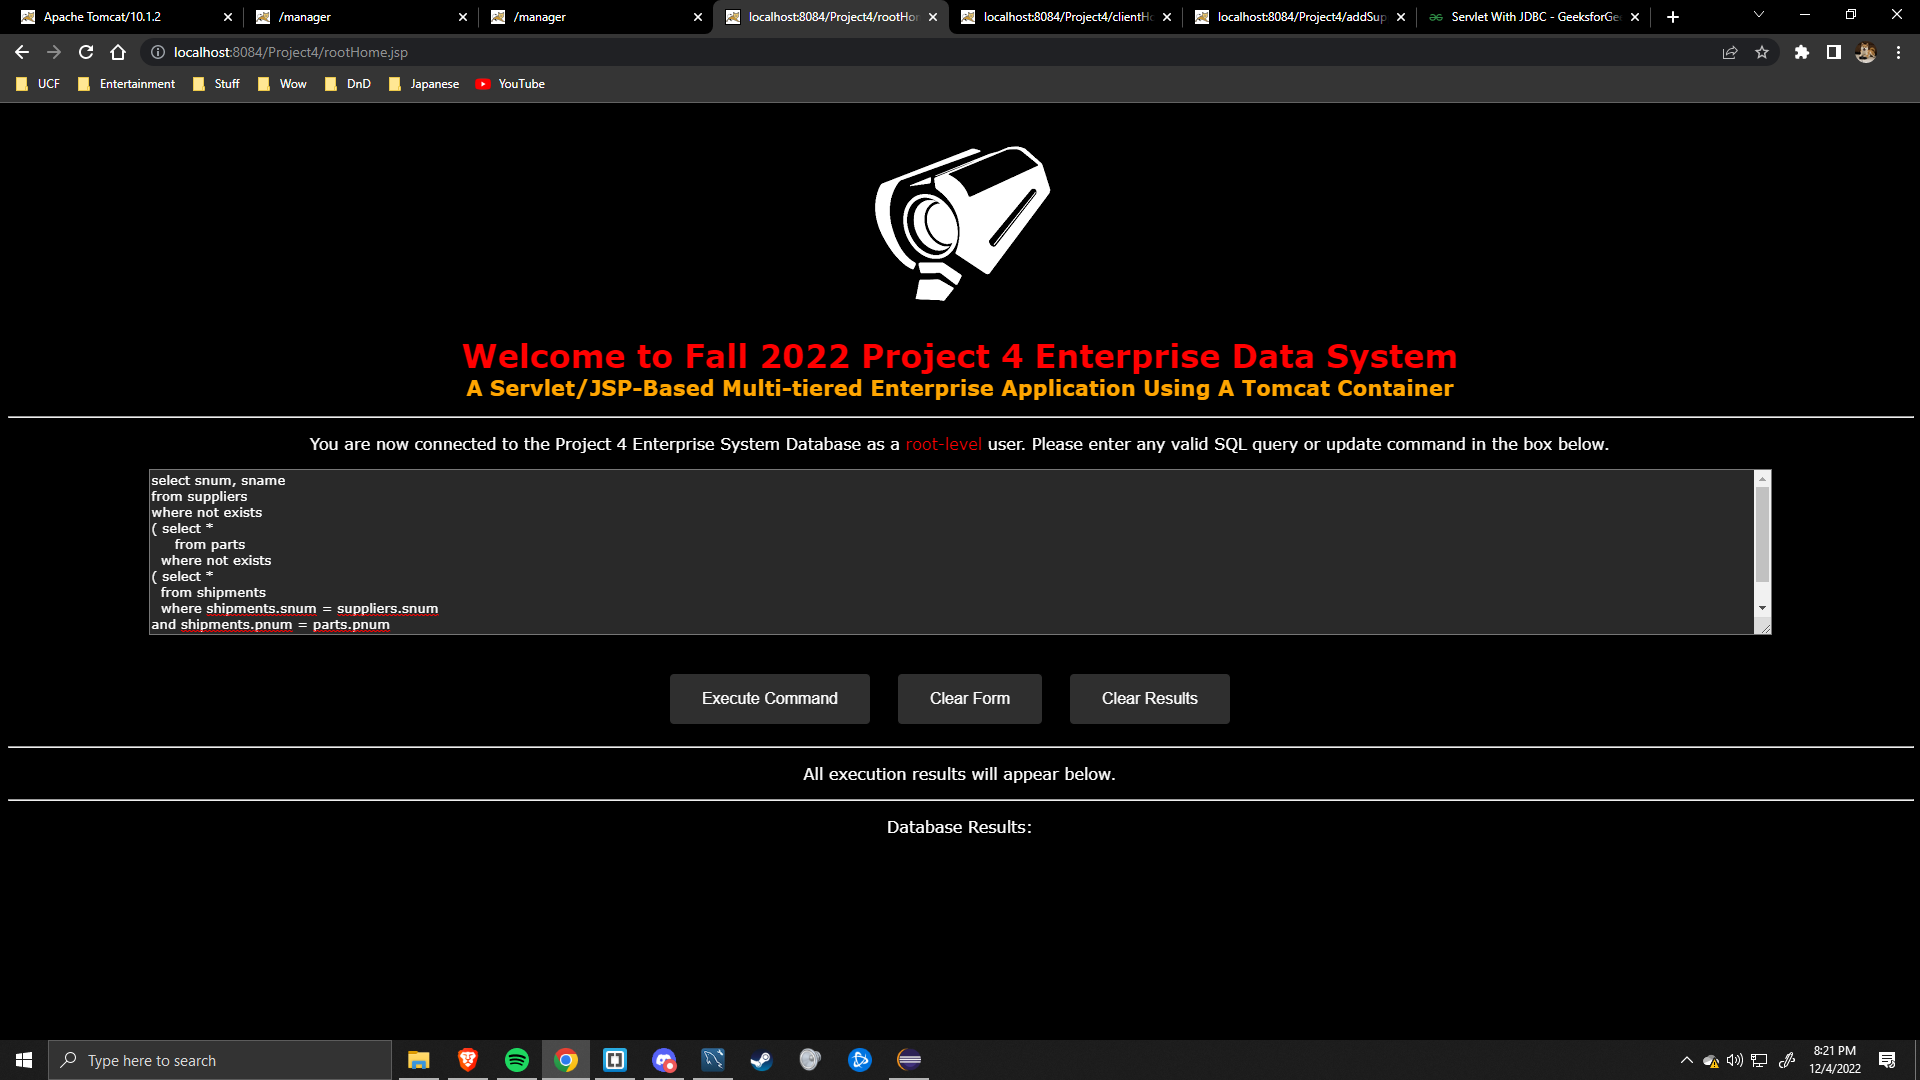 Apache Tomcat/10.1.2
/manager
/manager
localhost:8084/Project4/rootHo
localhost:8084/Project4/clientH
localhost:8084/Project4/addSup
Servlet With JDBC - GeeksforGe
localhost:8084/Project4/rootHome.jsp
UCF
Entertainment
Stuff
Wow
DnD
Japanese
YouTube
Welcome to Fall 2022 Project 4 Enterprise Data System
A Servlet/JSP-Based Multi-tiered Enterprise Application Using A Tomcat Container
You are now connected to the Project 4 Enterprise System Database as a root-level user. Please enter any valid SQL query or update command in the box below.
select snum, sname
from suppliers
where not exists
( select *
from parts
where not exists
( select *
from shipments
where shipments.snum = suppliers.snum
and shipments.pnum = parts.pnum
Execute Command
Clear Form
Clear Results
All execution results will appear below.
Database Results:
Type here to search
8:21 PM
12/4/2022